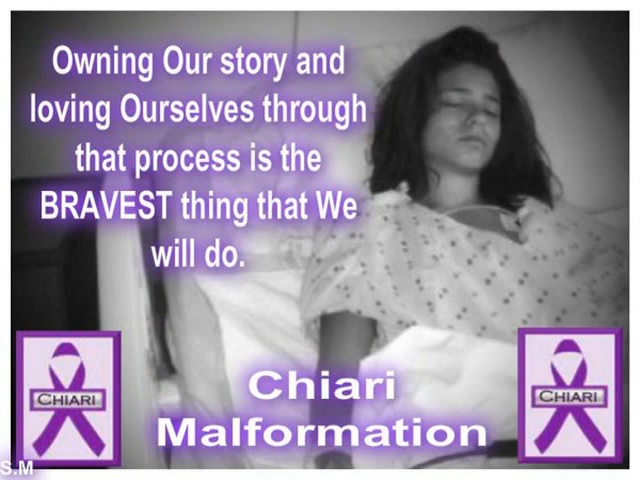 Owning Our story and
loving Ourselves through
that process is the
BRAVEST thing that We
will do.
CHIARI
CHIARI
Chiari
Malformation
S.M